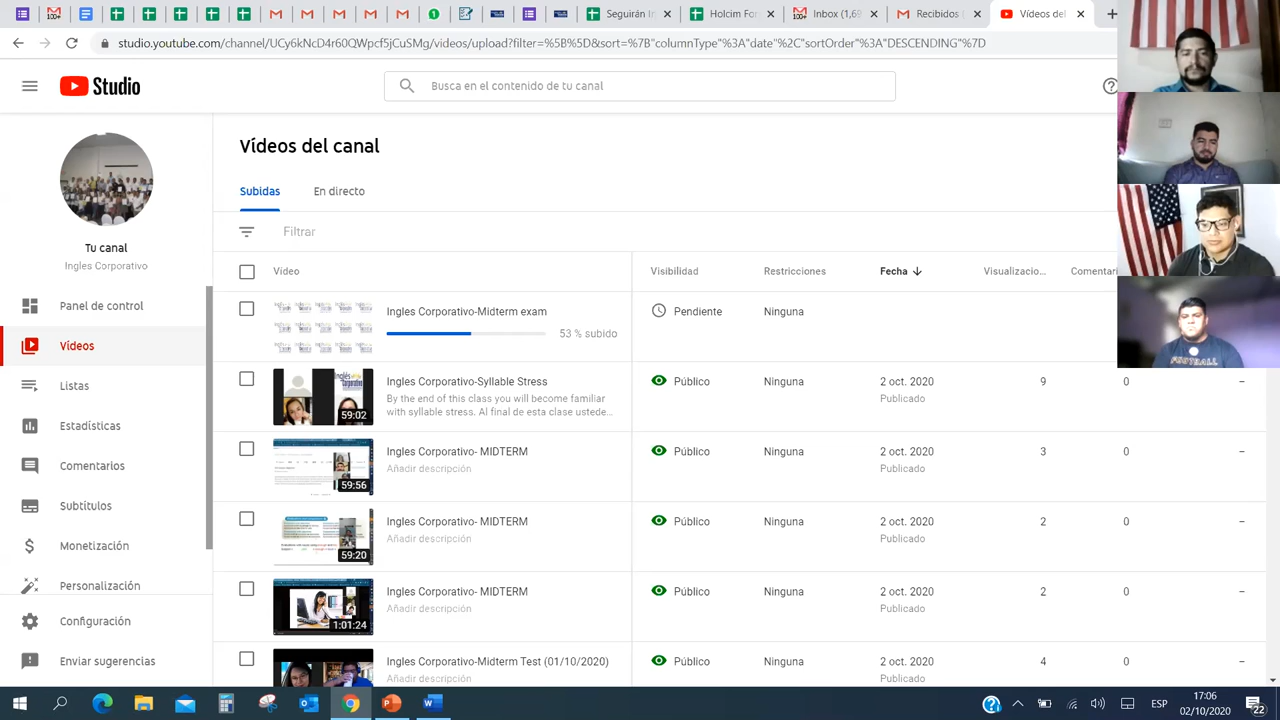 Seguirán In
Holcim For
Inbox (1,68
Recibidos
Vídeos del
studio.youtube.com/channel/UCy6kNcD4r60QWpcf5jCuSMg/videos/upload?filter=%5B%5D&sort=%7B"columnType"%3A"date"%2C"sortOrder"%3A"DESCENDING"%7D
Studio
Busca en el contenido de tu canal
Tu canal
Ingles Corporativo
Panel de control
Vídeos
Listas
Estadísticas
Comentarios
Subtítulos
Monetización
Personalización
Configuración
Enviar sugerencias
Vídeos del canal
Subidas En directo
Filtrar
Vídeo Visibilidad Restricciones Fecha Visualizacio... Comentari
Ingles Corporativo-Midterm exam Pendiente Ninguna
53 % subido
Ingles Corporativo-Syllable Stress Público Ninguna 2 oct. 2020 9 0 –
By the end of this class you will become familiar Publicado
with syllable stress. Al final de esta clase ustede...
59:02
Ingles Corporativo- MIDTERM Público Ninguna 2 oct. 2020 3 0 –
Añadir descripción Publicado
59:56
Ingles Corporativo- MIDTERM Público Ninguna 2 oct. 2020 2 0 –
Añadir descripción Publicado
59:20
Ingles Corporativo- MIDTERM Público Ninguna 2 oct. 2020 2 0 –
Añadir descripción Publicado
1:01:24
Ingles Corporativo-Midterm Test (01/10/2020) Público Ninguna 2 oct. 2020 0 –
Añadir descripción Publicado
FOOTBALL
ESP
17:06
02/10/2020
22